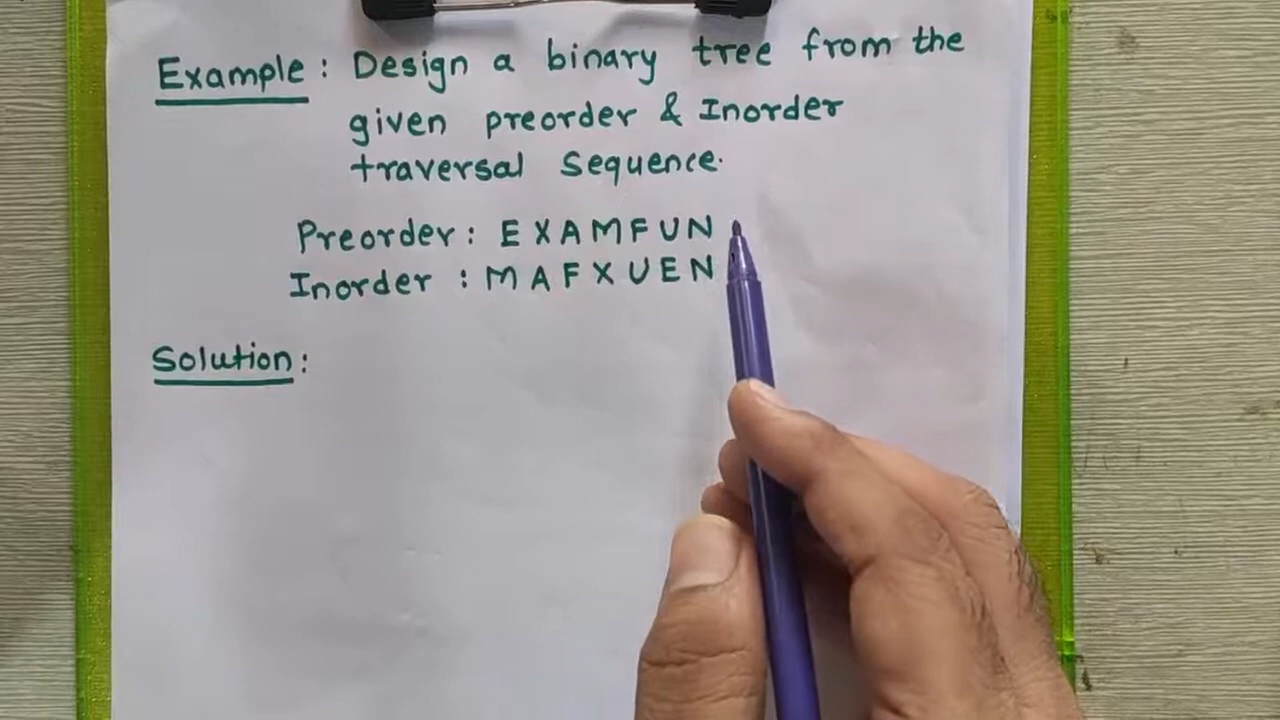 Example: Design a binary tree from the
given preorder & Inorder
traversal Sequence.
Preorder: E X A M F U N
Inorder : M A F X U E N
Solution: